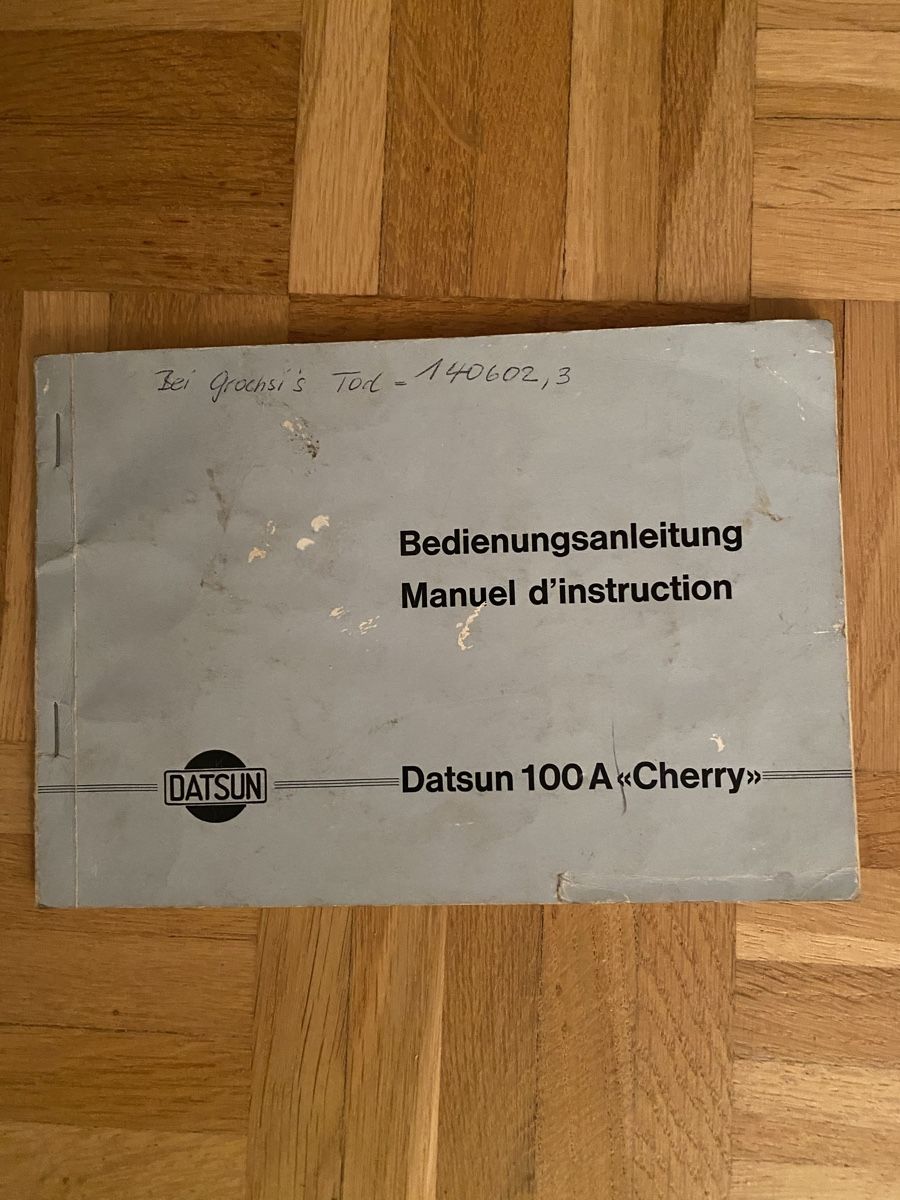 Bei Grochsi's Tod = 140602,3
Bedienungsanleitung
Manuel d'instruction
DATSUN
Datsun 100 A «Cherry»